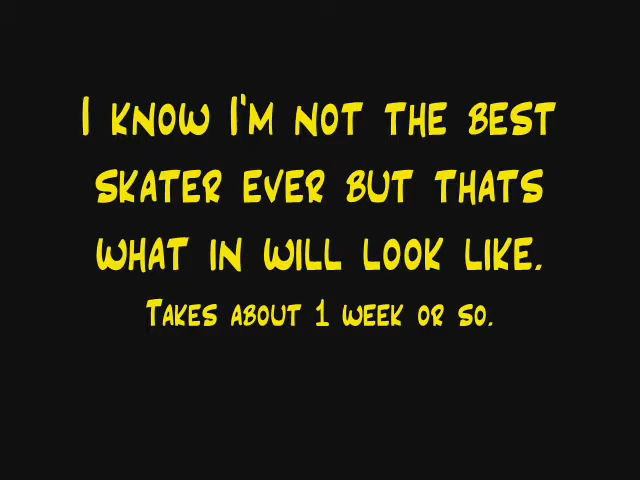 I know I'm not the best
skater ever but thats
what in will look like.
Takes about 1 week or so.